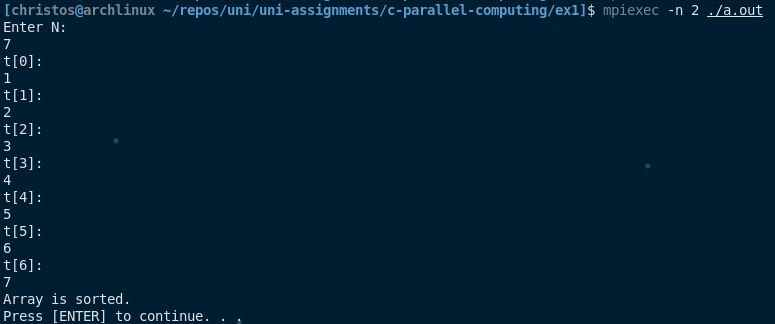 [christos@archlinux ~/repos/uni/uni-assignments/c-parallel-computing/ex1]$ mpiexec -n 2 ./a.out
Enter N:
7
t[0]:
1
t[1]:
2
t[2]:
3
t[3]:
4
t[4]:
5
t[5]:
6
t[6]:
7
Array is sorted.
Press [ENTER] to continue. . .